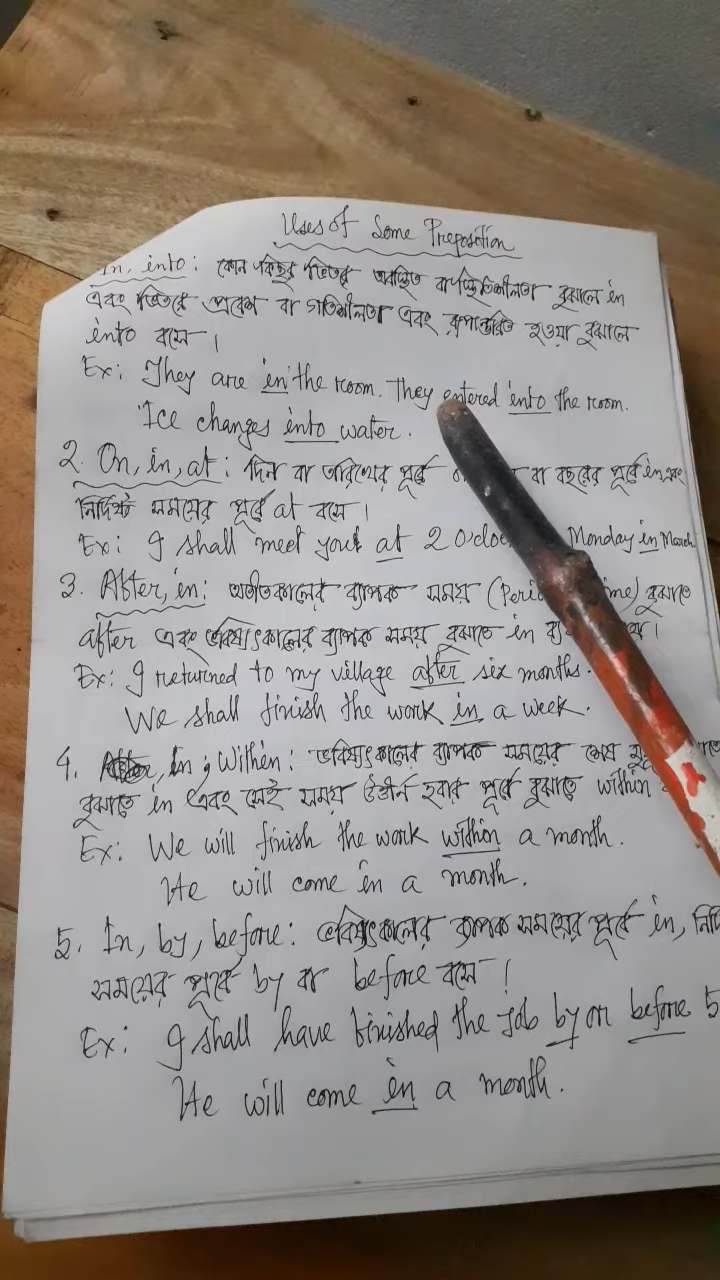 Uses of Some Preposition
In, into: কোন কিছুর ভিতরে অবস্থিত বা স্থিতিশীলতা বুঝালে in
এবং ভিতরে প্রবেশ বা গতিশীলতা এবং রূপান্তরিত হওয়া বুঝালে
into বসে।
Ex: They are in the room. They entered into the room.
Ice changes into water.
2. On, in, at: দিন বা তারিখের পূর্বে বা বছরের পূর্বে in এবং
নির্দিষ্ট সময়ের পূর্বে at বসে।
Ex: I shall meet you at 2 Monday in March
3. After, in: অতীতকালের ব্যাপক সময় বুঝাতে
after এবং ভবিষ্যৎকালের ব্যাপক সময় বুঝাতে in
Ex: I returned to my village after six months.
We shall finish the work in a week.
4. In, Within: ভবিষ্যৎকালের ব্যাপক সময়ের শেষ
বুঝাতে in এবং সেই সময় উত্তীর্ন হবার পূর্বে বুঝাতে within
Ex: We will finish the work within a month.
He will come in a month.
5. In, by, before: ভবিষ্যৎকালের ব্যাপক সময়ের পূর্বে in,
সময়ের পূর্বে by বা before বসে।
Ex: I shall have finished the job by or before 5
He will come in a month.